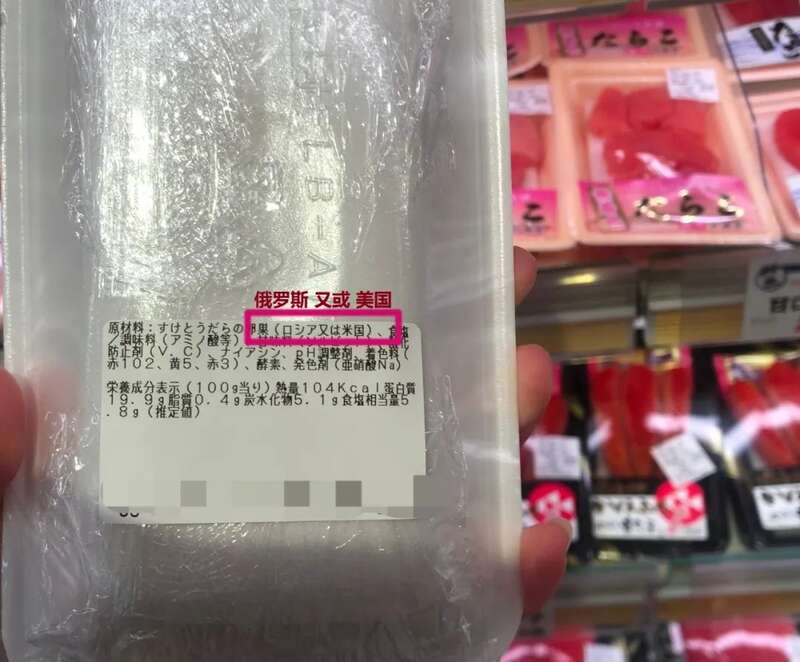 たらこ
LB-A
たらこ
俄罗斯 又或 美国
原材料：すけとうだらの卵巣（ロシア又は米国）、食塩
／調味料（アミノ酸等）、
防止剤（V．C）、ナイアシン、pH調整剤、着色料（
赤102、黄5、赤3）、酵素、発色剤（亜硝酸Na）
栄養成分表示（100g当り）熱量104Kcal蛋白質
19.9g脂質0.4g炭水化物5.1g食塩相当量5
.8g（推定値）